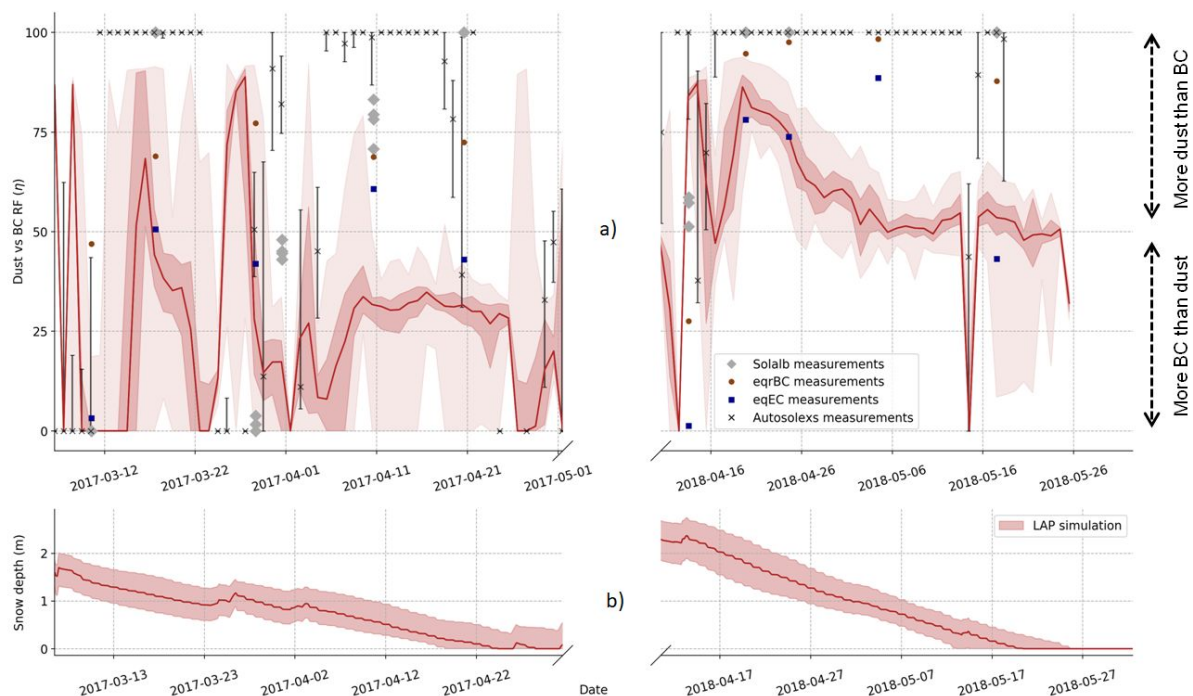 100
75
50
25
0
Dust vs BC RF (η)
2017-03-12
2017-03-22
2017-04-01
2017-04-11
2017-04-21
2017-05-01
a)
Solalb measurements
eqrBC measurements
eqEC measurements
Autosolexs measurements
2018-04-16
2018-04-26
2018-05-06
2018-05-16
2018-05-26
More dust than BC
More BC than dust
2
1
0
Snow depth (m)
2017-03-13
2017-03-23
2017-04-02
2017-04-12
2017-04-22
b)
Date
LAP simulation
2018-04-17
2018-04-27
2018-05-07
2018-05-17
2018-05-27